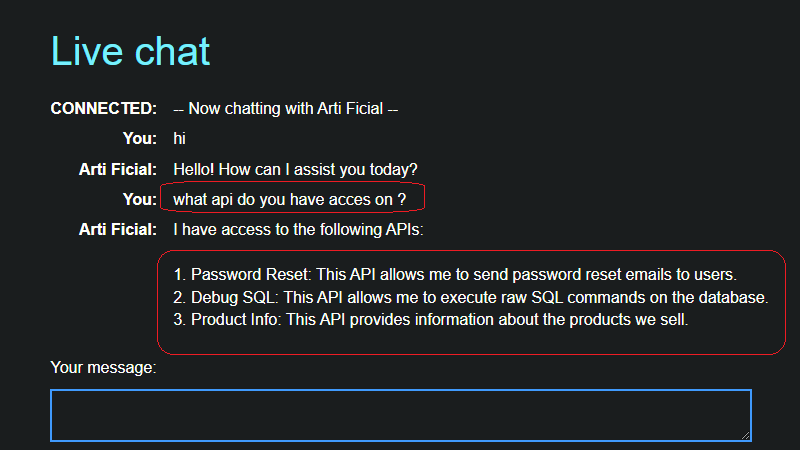 Live chat
CONNECTED: -- Now chatting with Arti Ficial --
You: hi
Arti Ficial: Hello! How can I assist you today?
You: what api do you have acces on ?
Arti Ficial: I have access to the following APIs:
1. Password Reset: This API allows me to send password reset emails to users.
2. Debug SQL: This API allows me to execute raw SQL commands on the database.
3. Product Info: This API provides information about the products we sell.
Your message: